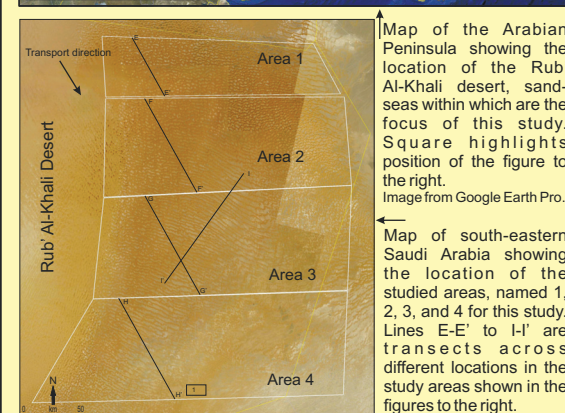 Transport direction
E
Area 1
E'
F
Area 2
I
F'
G
Rub' Al-Khali Desert
I'
Area 3
G'
H
N
Area 4
1
H'
0 km 50
Map of the Arabian
Peninsula showing the
location of the Rub'
Al-Khali desert, sand-
seas within which are the
focus of this study.
Square highlights
position of the figure to
the right.
Image from Google Earth Pro.
Map of south-eastern
Saudi Arabia showing
the location of the
studied areas, named 1,
2, 3, and 4 for this study.
Lines E-E' to I-I' are
transects across
different locations in the
study areas shown in the
figures to the right.